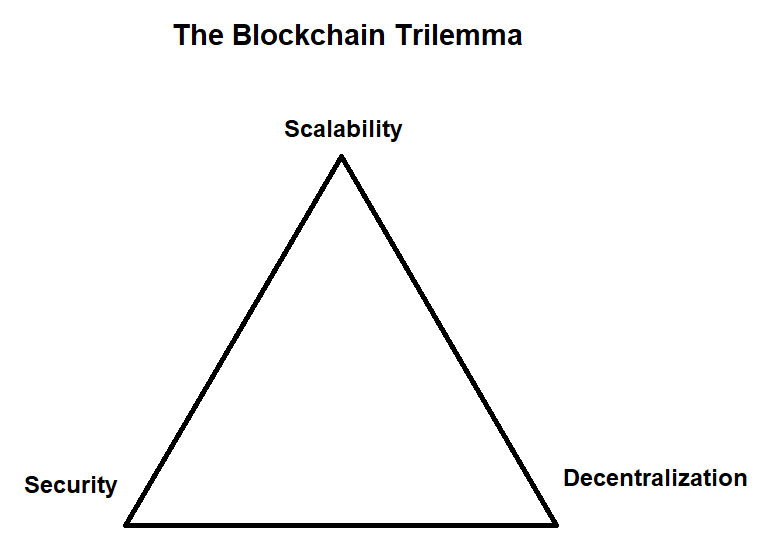 The Blockchain Trilemma
Scalability
Security
Decentralization